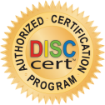 AUTHORIZED CERTIFICATION
DISC
cert
PROGRAM